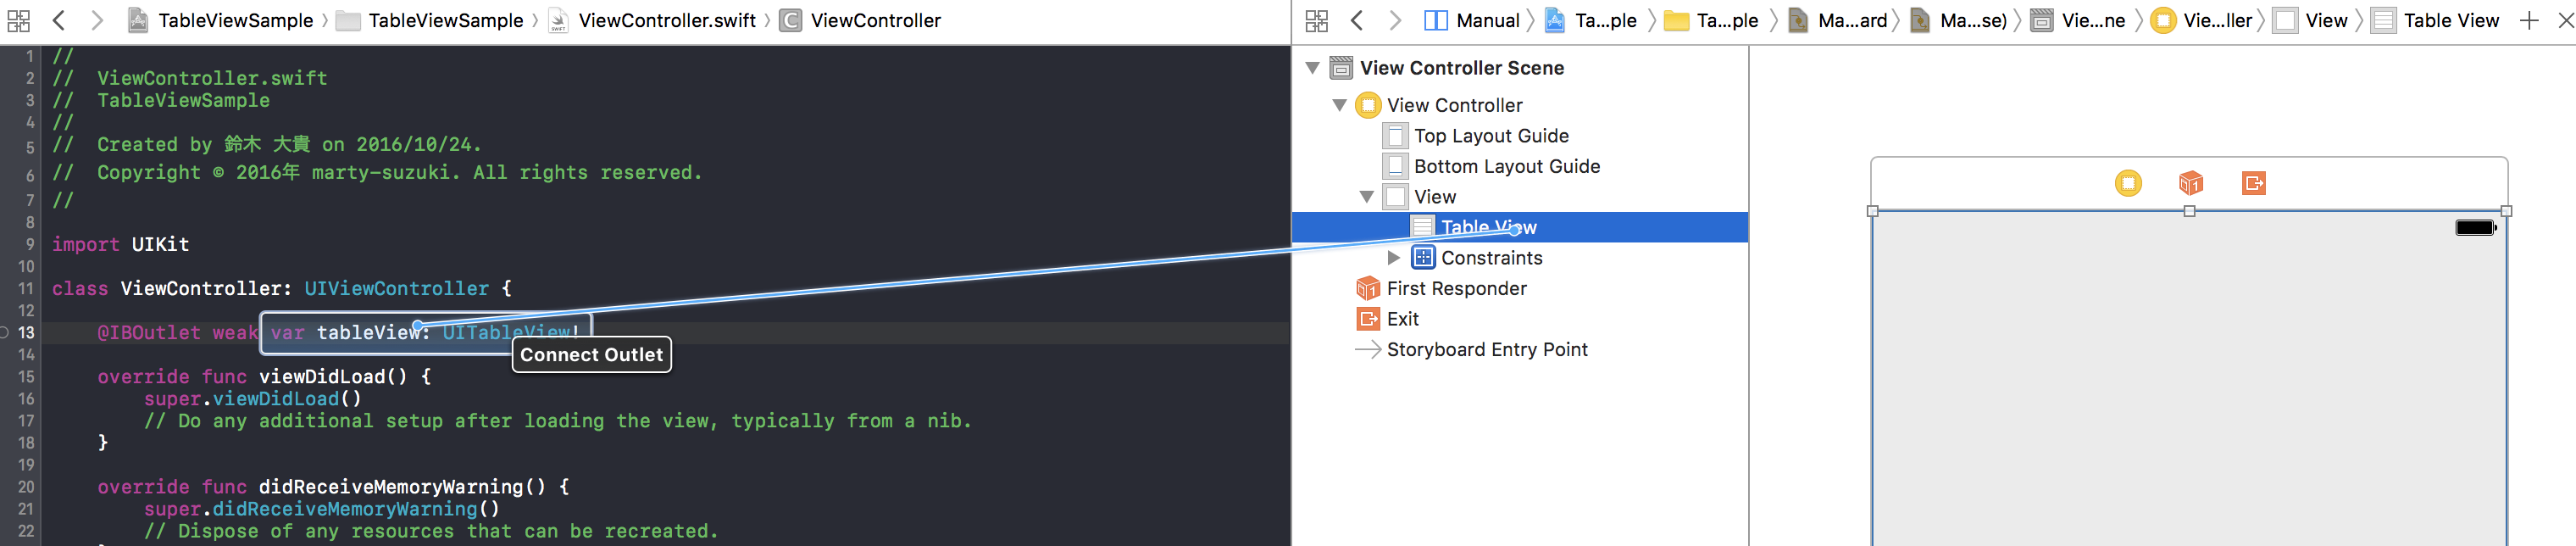 TableViewSample 〉 TableViewSample 〉 ViewController.swift 〉 ViewController
Manual 〉 Ta...ple 〉 Ta...ple 〉 Ma...ard 〉 Ma...se) 〉 Vie...ne 〉 Vie...ller 〉 View 〉 Table View
1 //
2 //  ViewController.swift
3 //  TableViewSample
4 //
5 //  Created by 鈴木 大貴 on 2016/10/24.
6 //  Copyright © 2016年 marty-suzuki. All rights reserved.
7 //
8
9 import UIKit
10
11 class ViewController: UIViewController {
12
13     @IBOutlet weak var tableView: UITableView!
Connect Outlet
14
15     override func viewDidLoad() {
16         super.viewDidLoad()
17         // Do any additional setup after loading the view, typically from a nib.
18     }
19
20     override func didReceiveMemoryWarning() {
21         super.didReceiveMemoryWarning()
22         // Dispose of any resources that can be recreated.
View Controller Scene
View Controller
Top Layout Guide
Bottom Layout Guide
View
Table View
Constraints
First Responder
Exit
Storyboard Entry Point